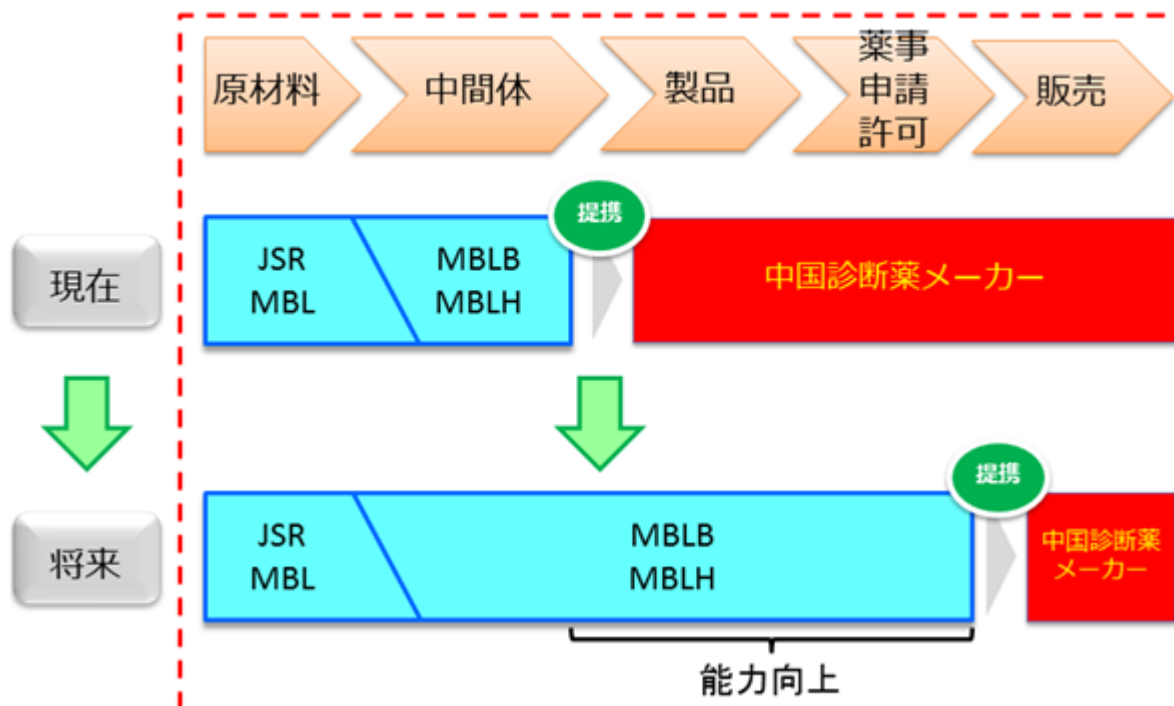 原材料
中間体
製品
薬事
申請
許可
販売
提携
現在
JSR
MBL
MBLB
MBLH
中国診断薬メーカー
提携
将来
JSR
MBL
MBLB
MBLH
中国診断薬
メーカー
能力向上